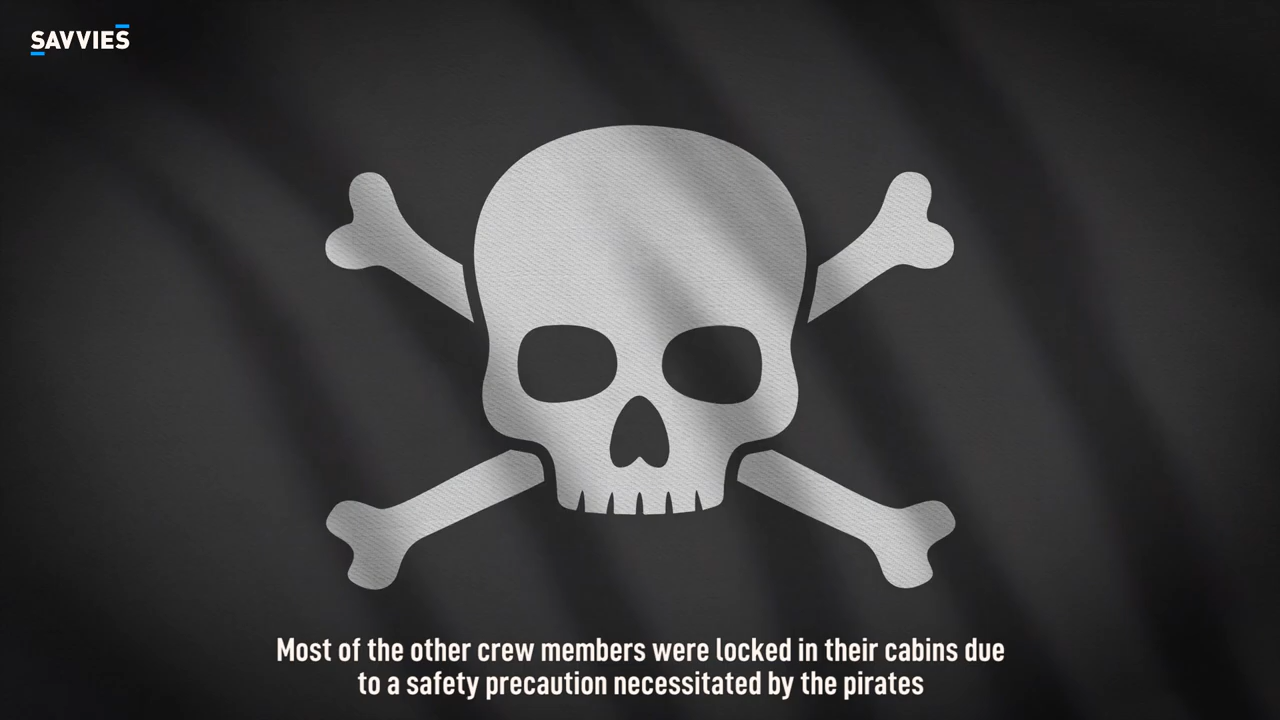 SAVVIES
Most of the other crew members were locked in their cabins due
to a safety precaution necessitated by the pirates